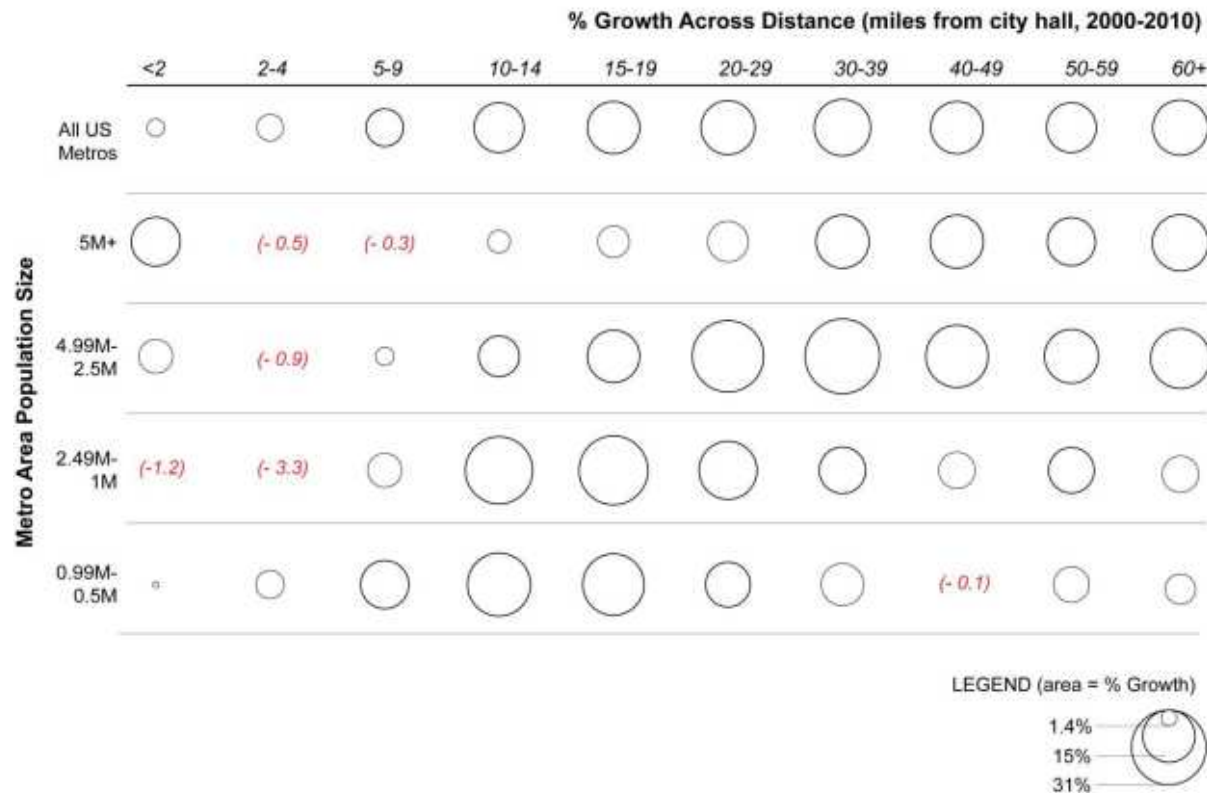 % Growth Across Distance (miles from city hall, 2000-2010)
<2 2-4 5-9 10-14 15-19 20-29 30-39 40-49 50-59 60+
Metro Area Population Size
All US
Metros
5M+ (- 0.5) (- 0.3)
4.99M-
2.5M (- 0.9)
2.49M-
1M (-1.2) (- 3.3)
0.99M-
0.5M (- 0.1)
LEGEND (area = % Growth)
1.4%
15%
31%